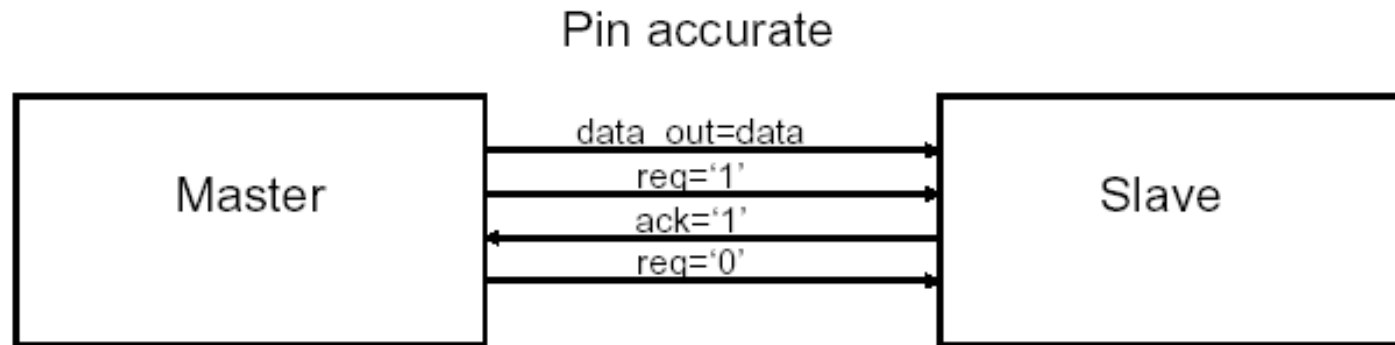 Pin accurate
data_out=data
req=‘1’
ack=‘1’
req=‘0’
Master
Slave